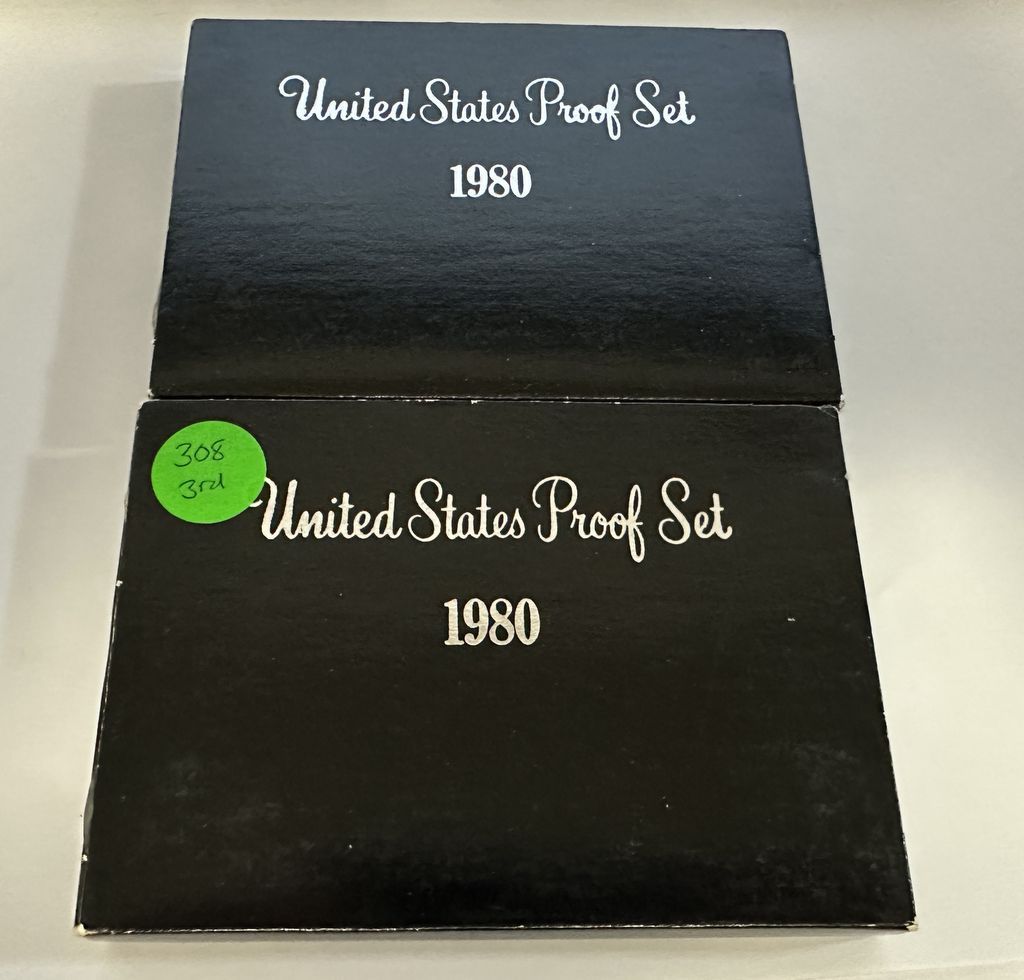 United States Proof Set
1980
308
3rd
United States Proof Set
1980